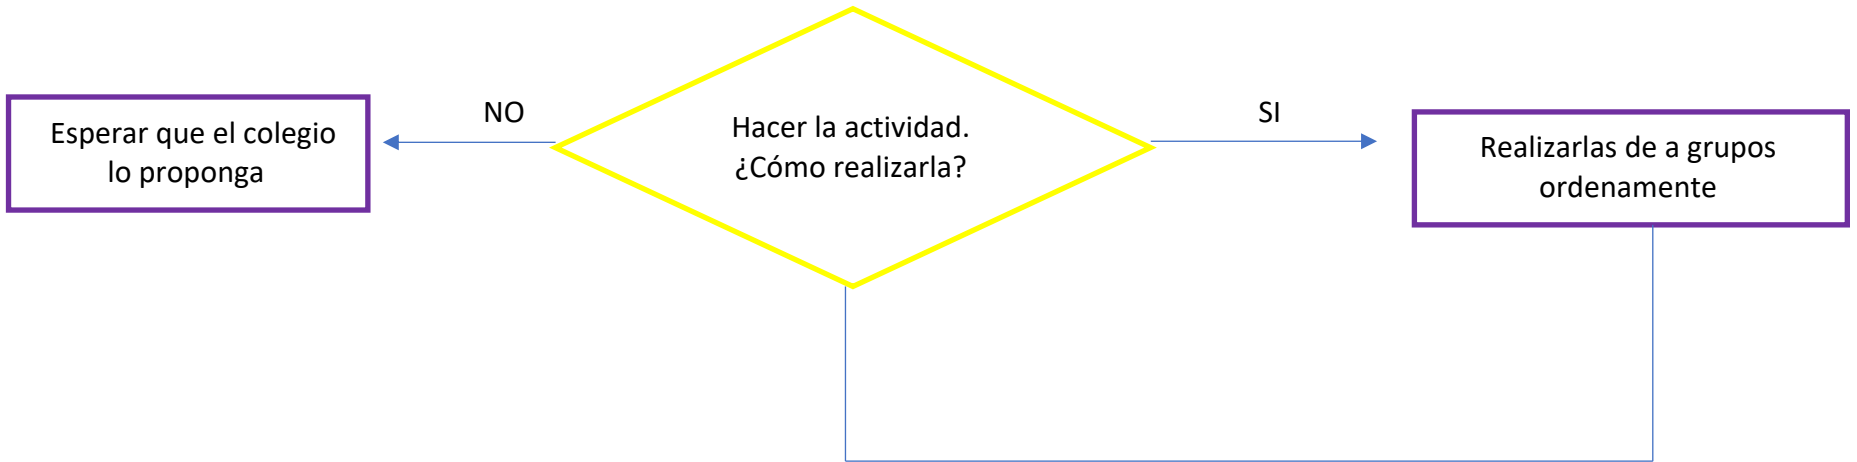 Esperar que el colegio
lo proponga
NO
Hacer la actividad.
¿Cómo realizarla?
SI
Realizarlas de a grupos
ordenamente